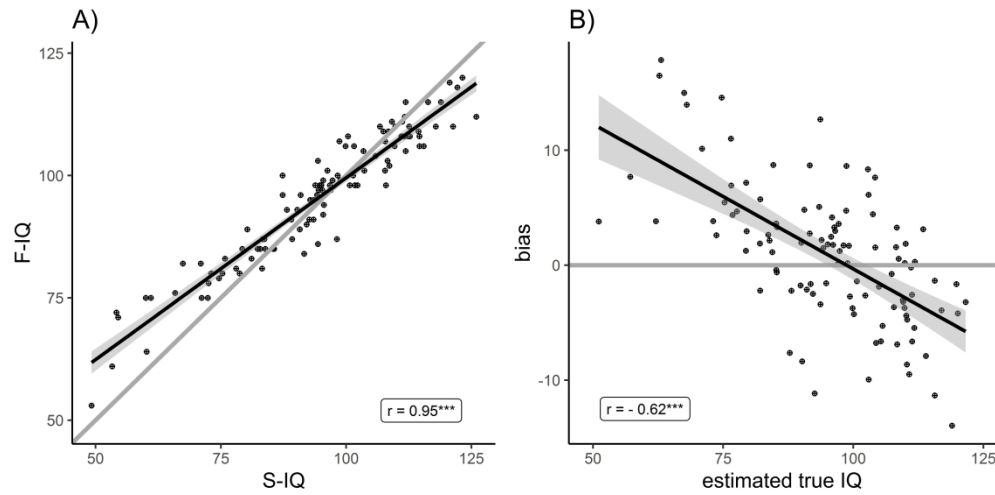 A)
F-IQ
125
100
75
50
r = 0.95***
50
75
100
125
S-IQ
B)
bias
10
0
-10
r = - 0.62***
50
75
100
125
estimated true IQ